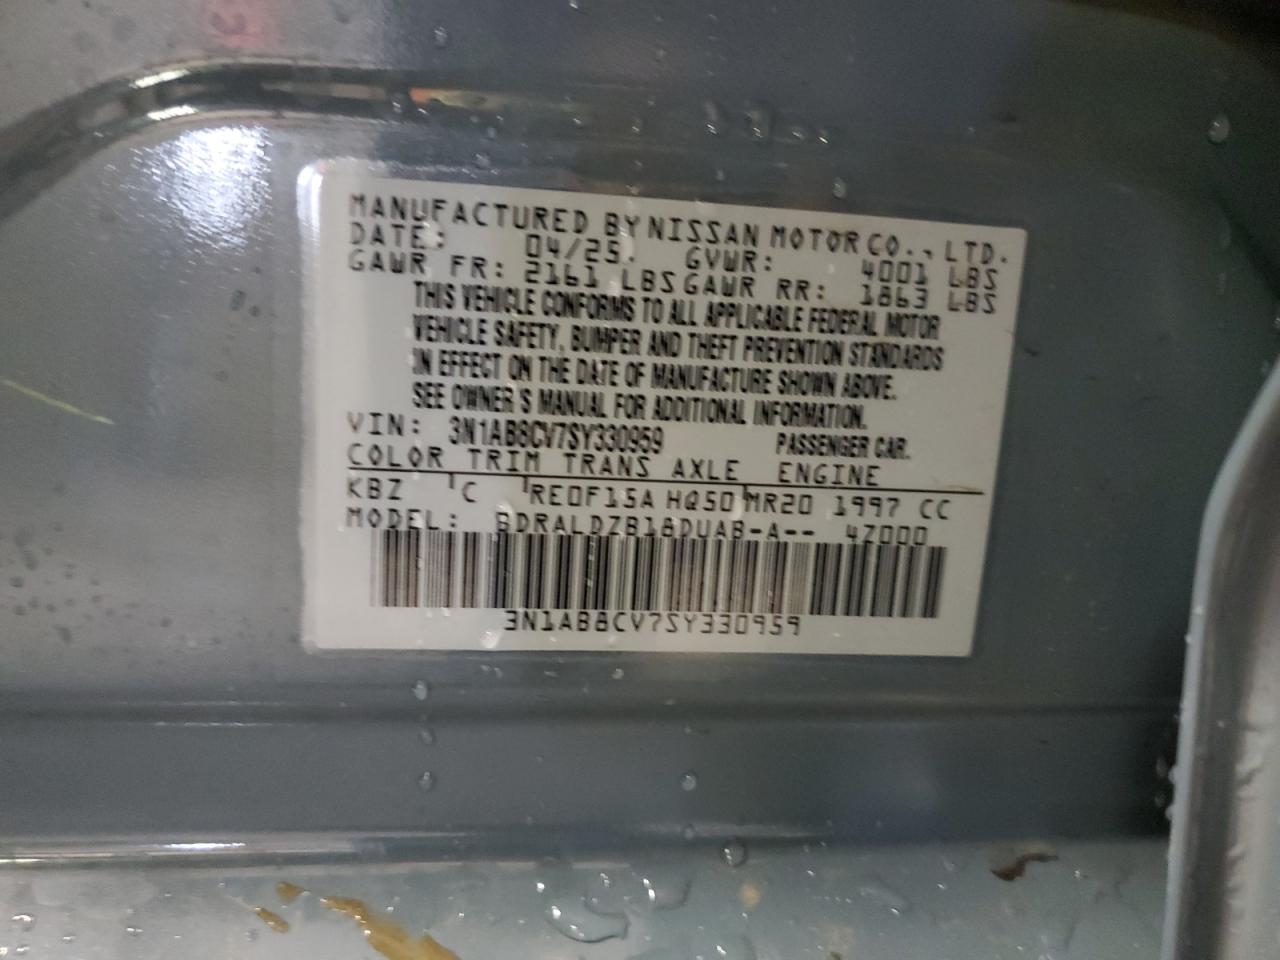 MANUFACTURED BY NISSAN MOTOR CO., LTD.
DATE: 04/25. GVWR: 4001 LBS
GAWR FR: 2161 LBS GAWR RR: 1863 LBS
THIS VEHICLE CONFORMS TO ALL APPLICABLE FEDERAL MOTOR
VEHICLE SAFETY, BUMPER AND THEFT PREVENTION STANDARDS
IN EFFECT ON THE DATE OF MANUFACTURE SHOWN ABOVE.
SEE OWNER'S MANUAL FOR ADDITIONAL INFORMATION.
VIN: 3N1AB8CV7SY330959 PASSENGER CAR.
COLOR TRIM TRANS AXLE ENGINE
KBZ C RE0F15A HQ50 MR20 1997 CC
MODEL: BDRALDZB18DUAB-A-- 4Z000
3N1AB8CV7SY330959